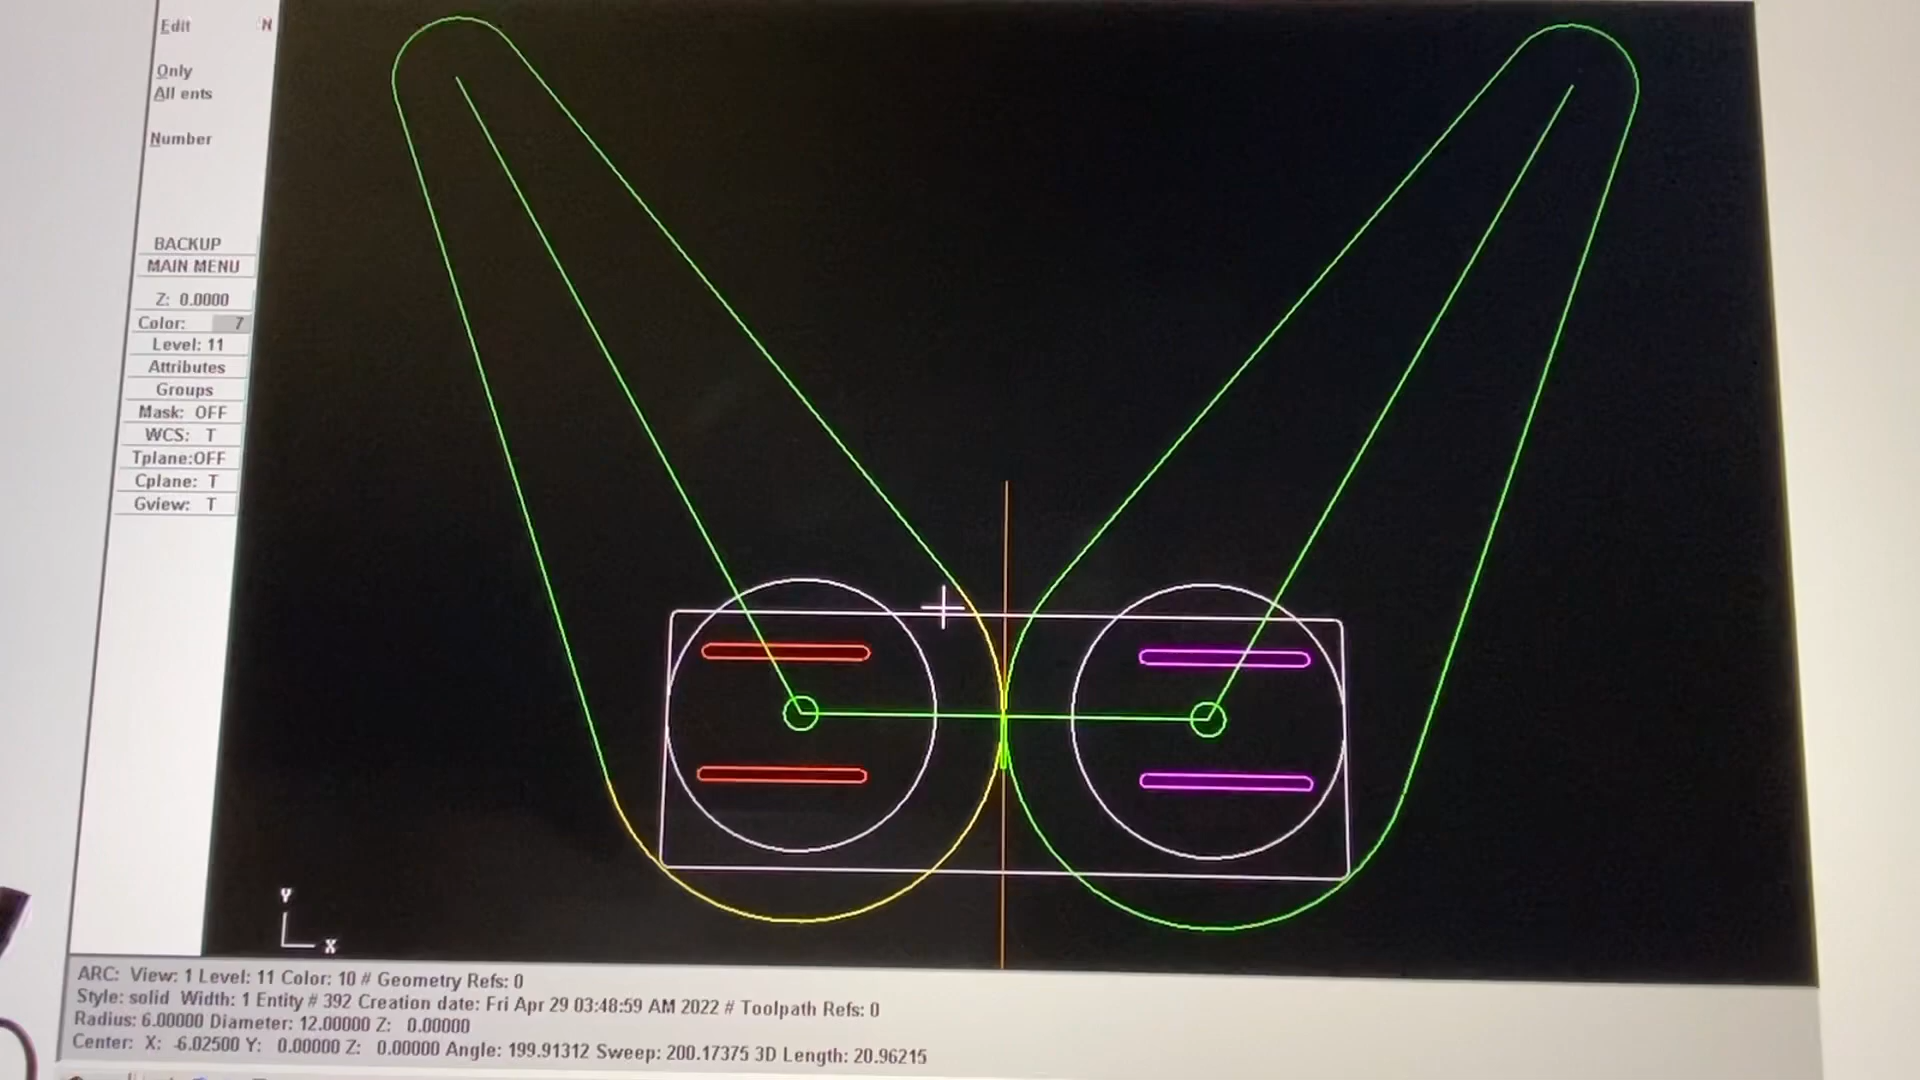 Edit N
Only
All ents
Number
BACKUP
MAIN MENU
Z: 0.0000
Color: 7
Level: 11
Attributes
Groups
Mask: OFF
WCS: T
Tplane:OFF
Cplane: T
Gview: T
Y
X
ARC: View: 1 Level: 11 Color: 10 # Geometry Refs: 0
Style: solid Width: 1 Entity # 392 Creation date: Fri Apr 29 03:48:59 AM 2022 # Toolpath Refs: 0
Radius: 6.00000 Diameter: 12.00000 Z: 0.00000
Center: X: -6.02500 Y: 0.00000 Z: 0.00000 Angle: 199.91312 Sweep: 200.17375 3D Length: 20.96215